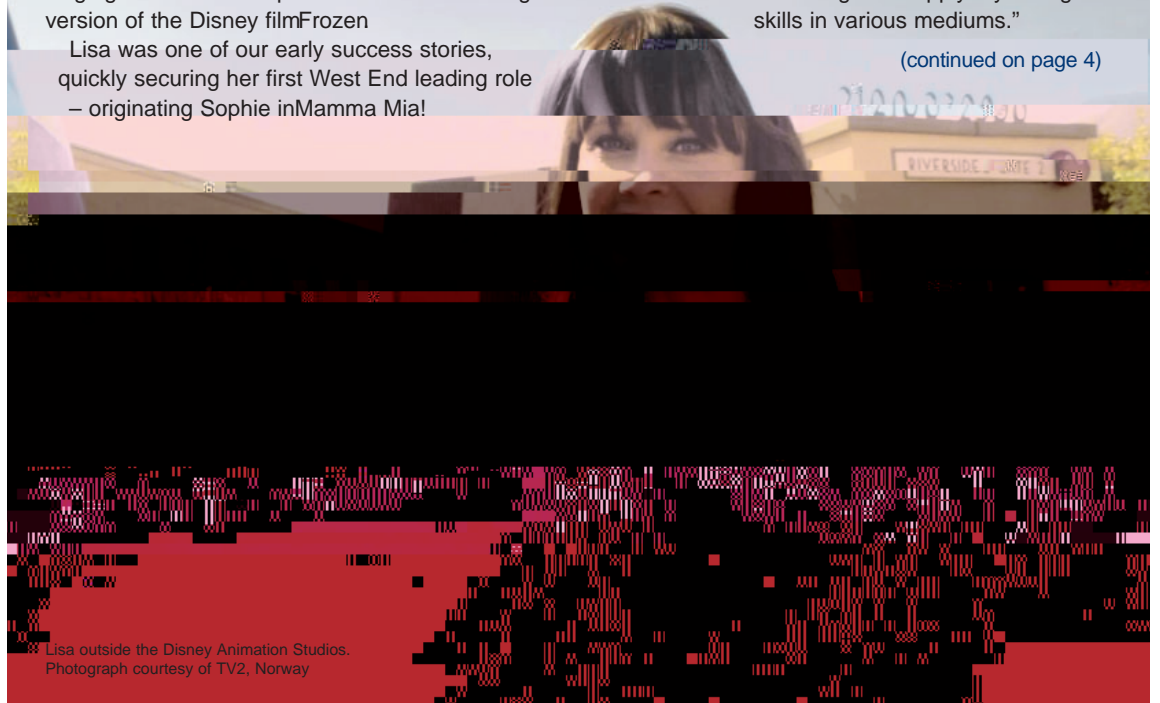 version of the Disney filmFrozen
Lisa was one of our early success stories,
quickly securing her first West End leading role
– originating Sophie inMamma Mia!
skills in various mediums.”
(continued on page 4)
RIVERSIDE
Lisa outside the Disney Animation Studios.
Photograph courtesy of TV2, Norway